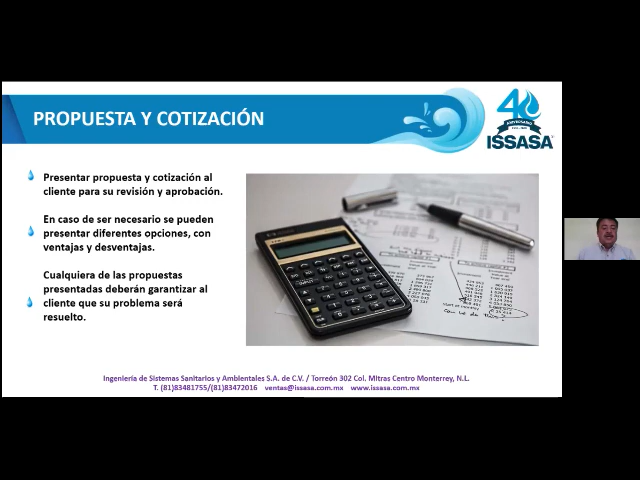 PROPUESTA Y COTIZACIÓN
40
ANIVERSARIO
ISSASA
Presentar propuesta y cotización al
cliente para su revisión y aprobación.
En caso de ser necesario se pueden
presentar diferentes opciones, con
ventajas y desventajas.
Cualquiera de las propuestas
presentadas deberán garantizar al
cliente que su problema será
resuelto.
Ingeniería de Sistemas Sanitarios y Ambientales S.A. de C.V. / Torreón 302 Col. Mitras Centro Monterrey, N.L.
T. (81)83481755/(81)83472016 ventas@issasa.com.mx www.issasa.com.mx